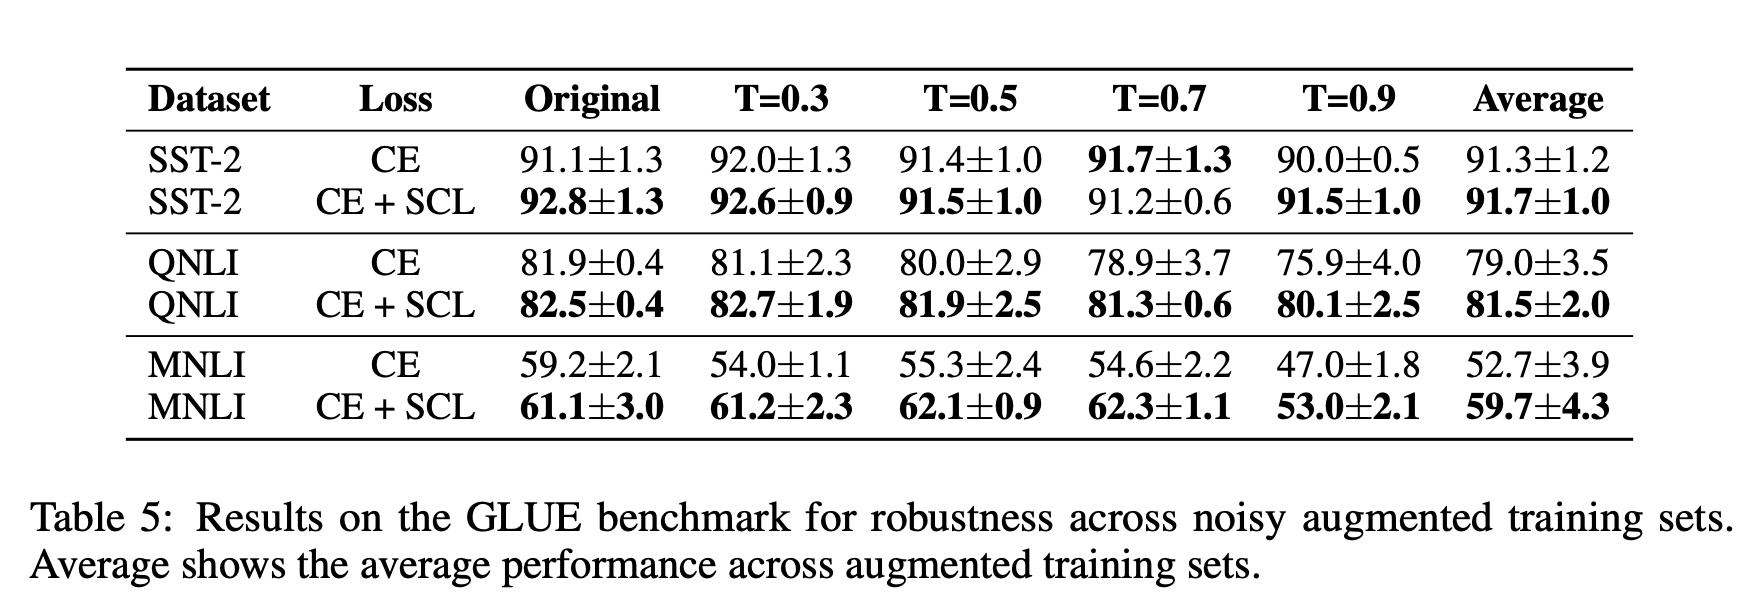 Dataset Loss Original T=0.3 T=0.5 T=0.7 T=0.9 Average
SST-2 CE 91.1±1.3 92.0±1.3 91.4±1.0 91.7±1.3 90.0±0.5 91.3±1.2
SST-2 CE + SCL 92.8±1.3 92.6±0.9 91.5±1.0 91.2±0.6 91.5±1.0 91.7±1.0
QNLI CE 81.9±0.4 81.1±2.3 80.0±2.9 78.9±3.7 75.9±4.0 79.0±3.5
QNLI CE + SCL 82.5±0.4 82.7±1.9 81.9±2.5 81.3±0.6 80.1±2.5 81.5±2.0
MNLI CE 59.2±2.1 54.0±1.1 55.3±2.4 54.6±2.2 47.0±1.8 52.7±3.9
MNLI CE + SCL 61.1±3.0 61.2±2.3 62.1±0.9 62.3±1.1 53.0±2.1 59.7±4.3
Table 5: Results on the GLUE benchmark for robustness across noisy augmented training sets.
Average shows the average performance across augmented training sets.